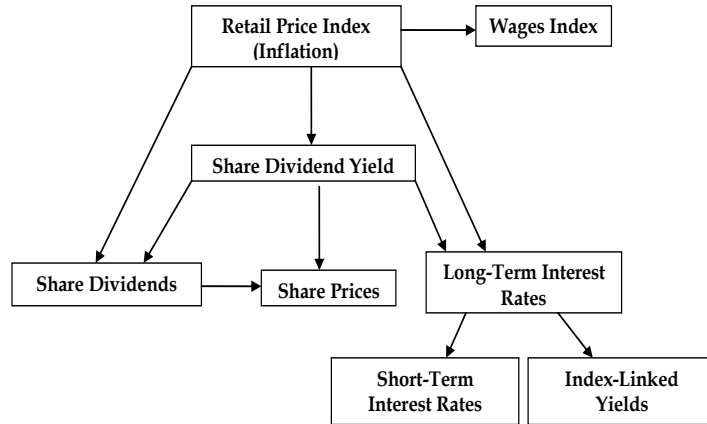 Retail Price Index
(Inflation)
Wages Index
Share Dividend Yield
Share Dividends
Share Prices
Long-Term Interest
Rates
Short-Term
Interest Rates
Index-Linked
Yields